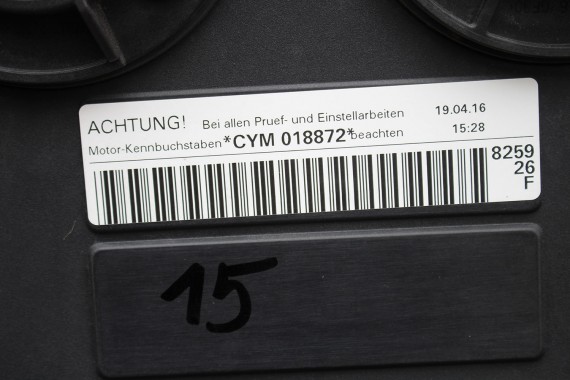 ACHTUNG! Bei allen Pruef- und Einstellarbeiten 19.04.16
Motor-Kennbuchstaben *CYM 018872* beachten 15:28
8259
26
F
15